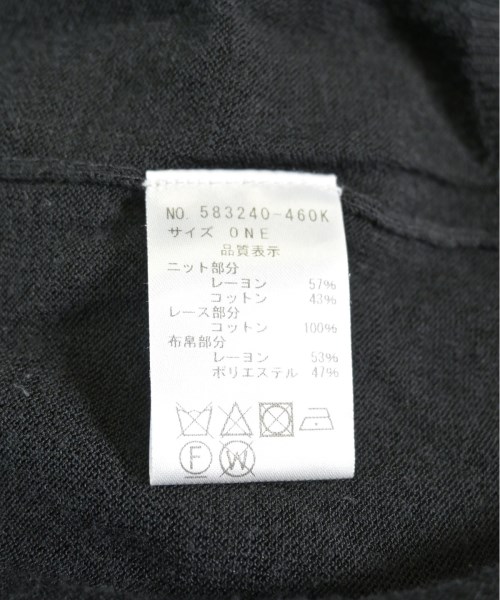 NO. 583240-460K
サイズ ONE
品質表示
ニット部分
レーヨン 57%
コットン 43%
レース部分
コットン 100%
布帛部分
レーヨン 53%
ポリエステル 47%
F W